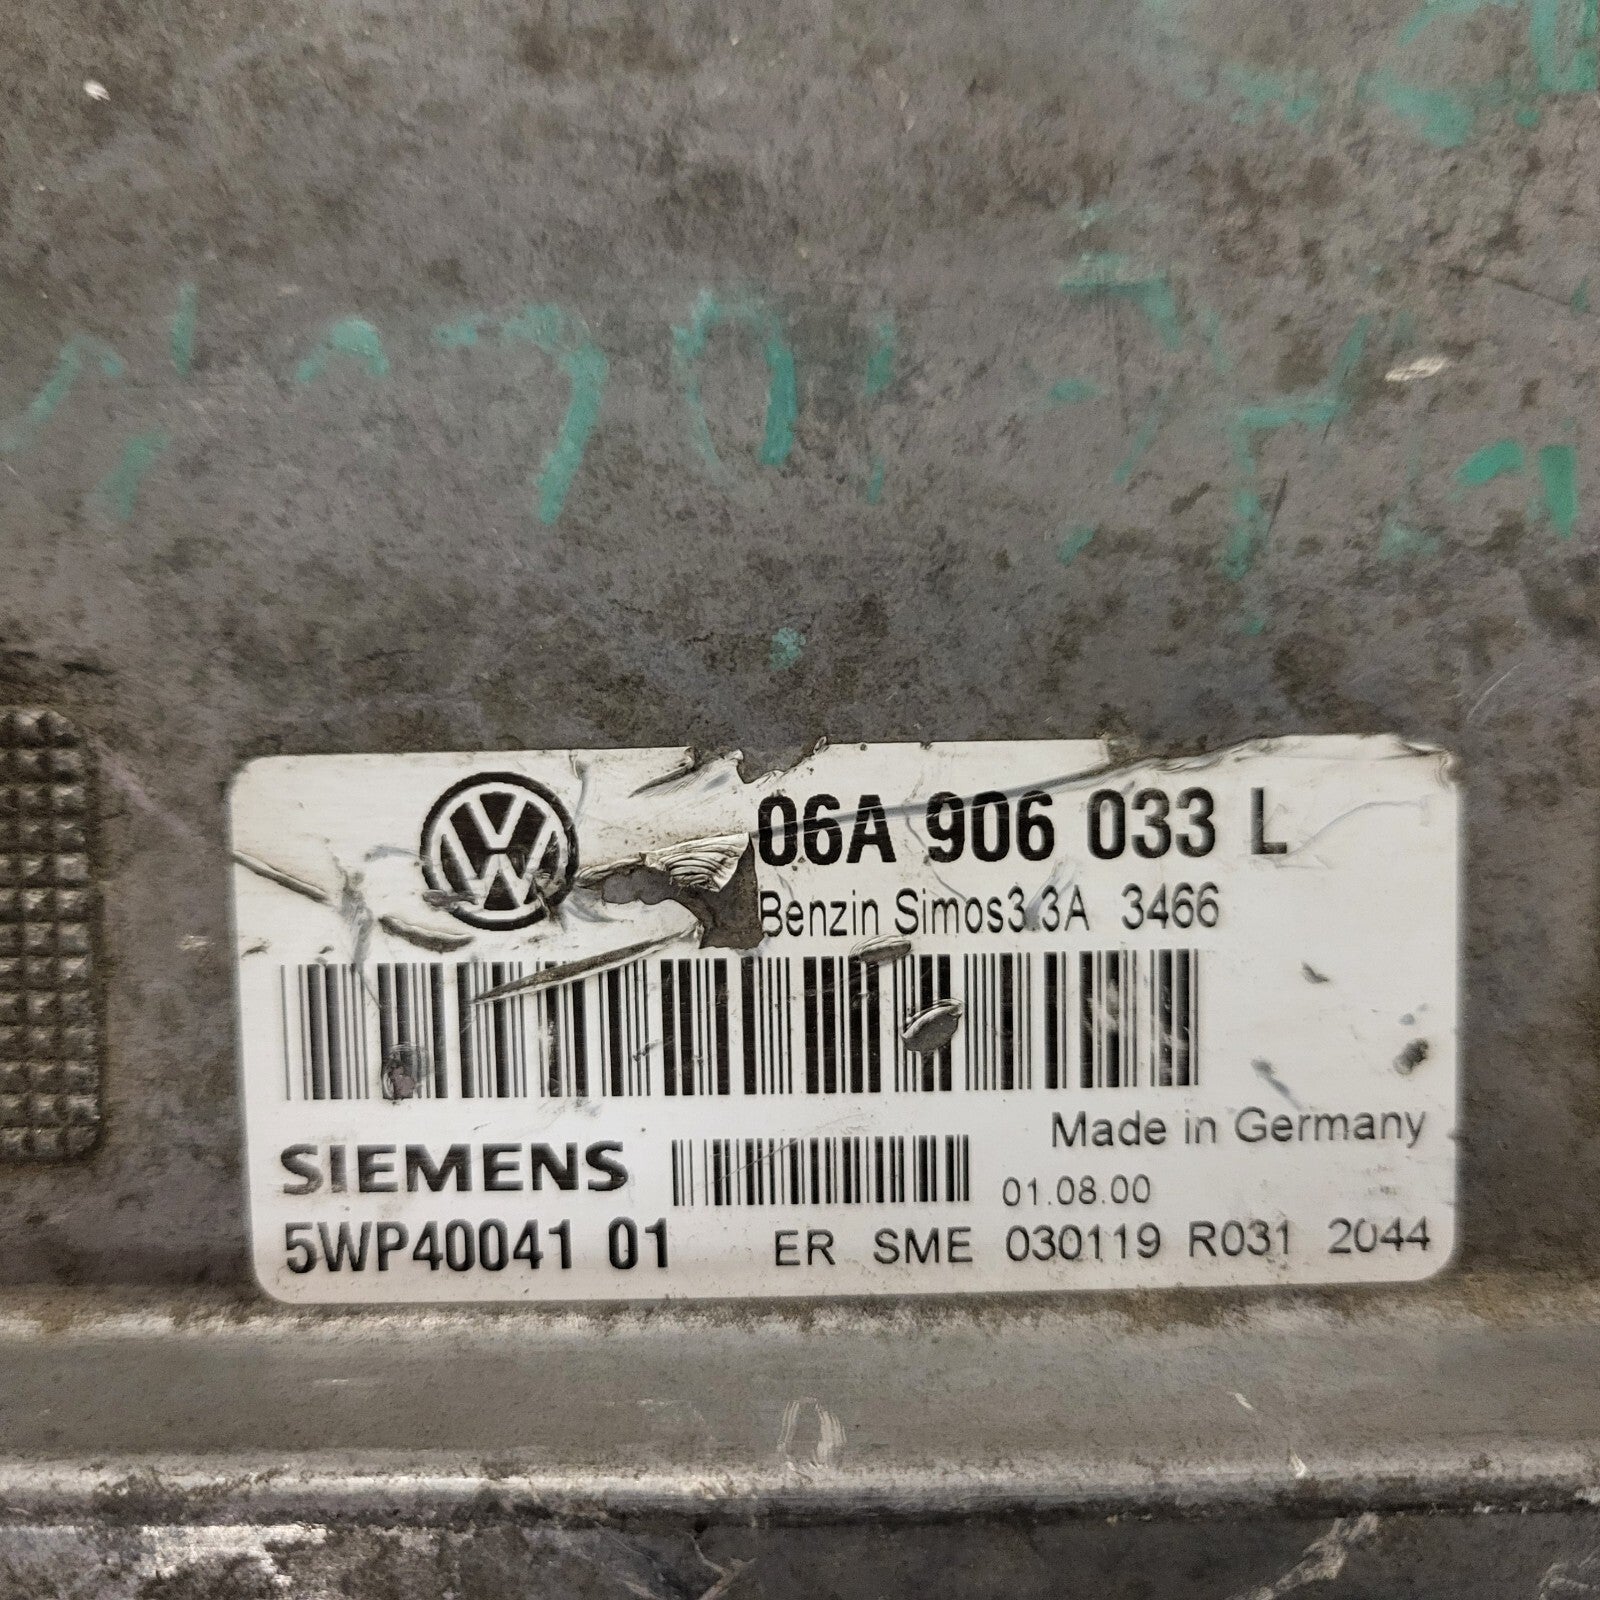 06A 906 033 L
Benzin Simos3.3A 3466
Made in Germany
SIEMENS
01.08.00
5WP40041 01 ER SME 030119 R031 2044